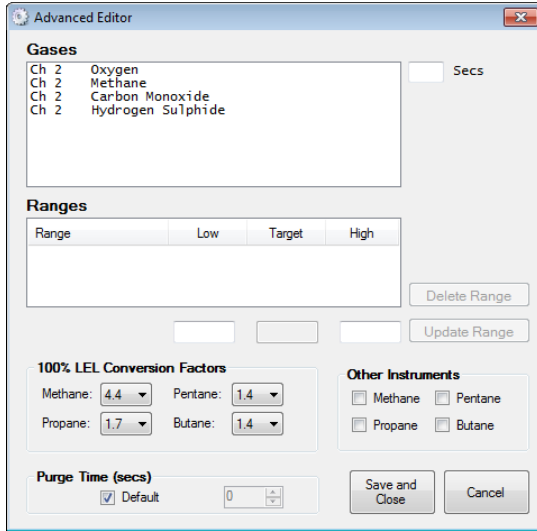 Advanced Editor
Gases
Ch 2 Oxygen
Ch 2 Methane
Ch 2 Carbon Monoxide
Ch 2 Hydrogen Sulphide
Secs
Ranges
Range Low Target High
Delete Range
Update Range
100% LEL Conversion Factors
Methane: 4.4 Pentane: 1.4
Propane: 1.7 Butane: 1.4
Other Instruments
Methane Pentane
Propane Butane
Purge Time (secs)
Default 0
Save and
Close
Cancel